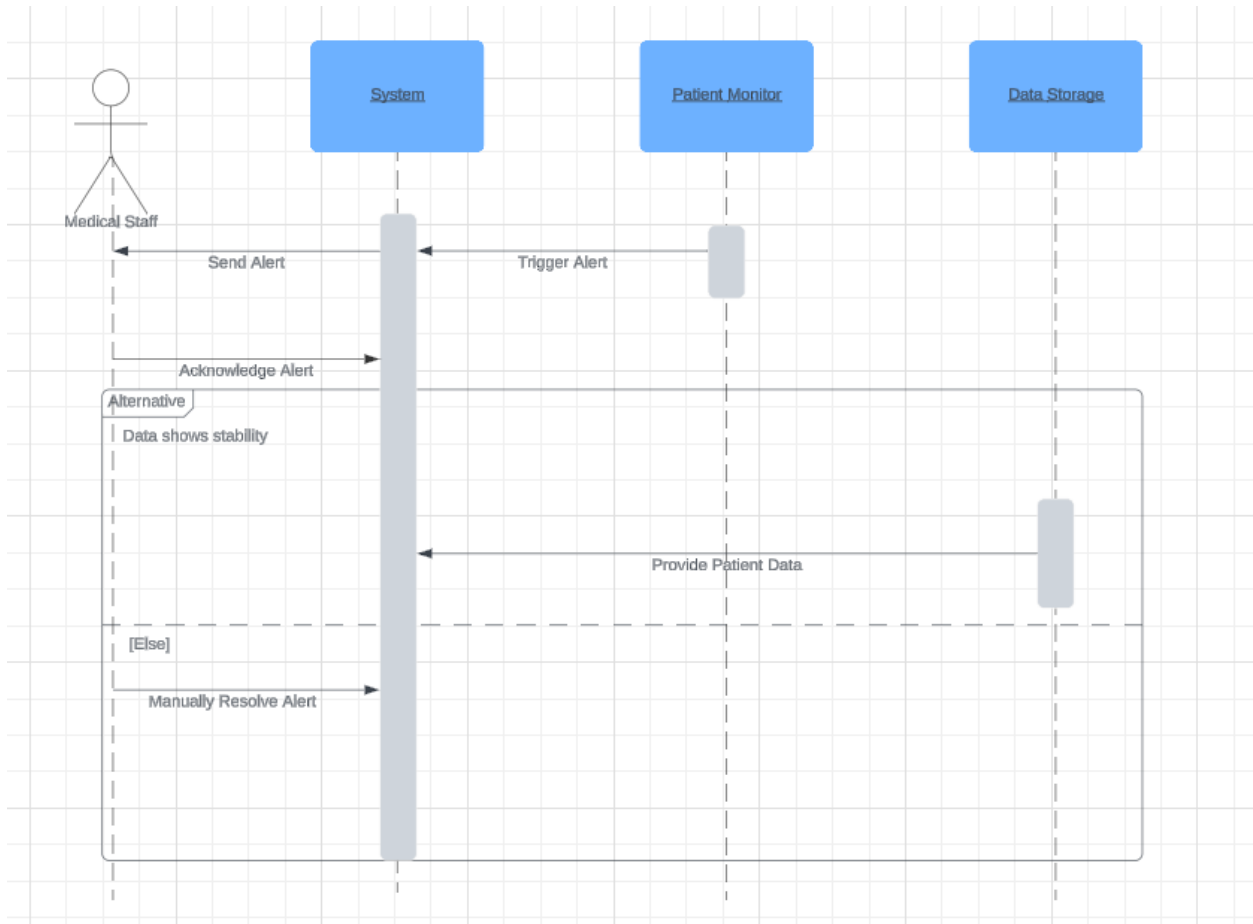 System
Patient Monitor
Data Storage
Medical Staff
Send Alert
Trigger Alert
Acknowledge Alert
Alternative
Data shows stability
Provide Patient Data
[Else]
Manually Resolve Alert